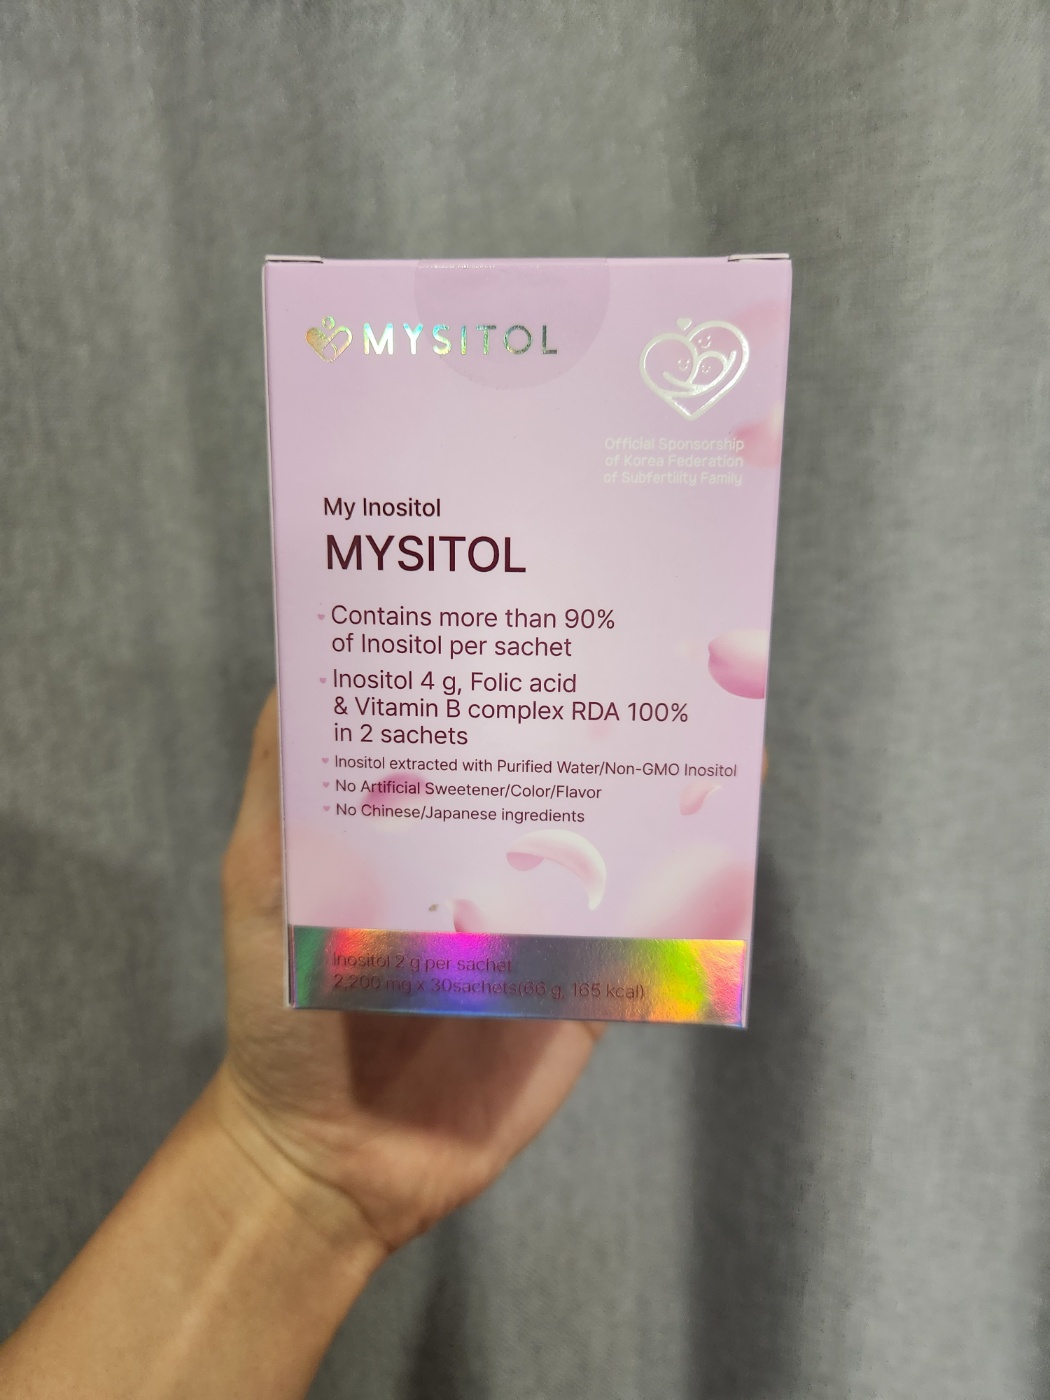 MYSITOL
Official Sponsorship
of Korea Federation
of Subfertility Family
My Inositol
MYSITOL
Contains more than 90%
of Inositol per sachet
Inositol 4 g, Folic acid
& Vitamin B complex RDA 100%
in 2 sachets
Inositol extracted with Purified Water/Non-GMO Inositol
No Artificial Sweetener/Color/Flavor
No Chinese/Japanese ingredients
Inositol 2 g per sachet
2,200 mg x 30sachets(66 g, 165 kcal)